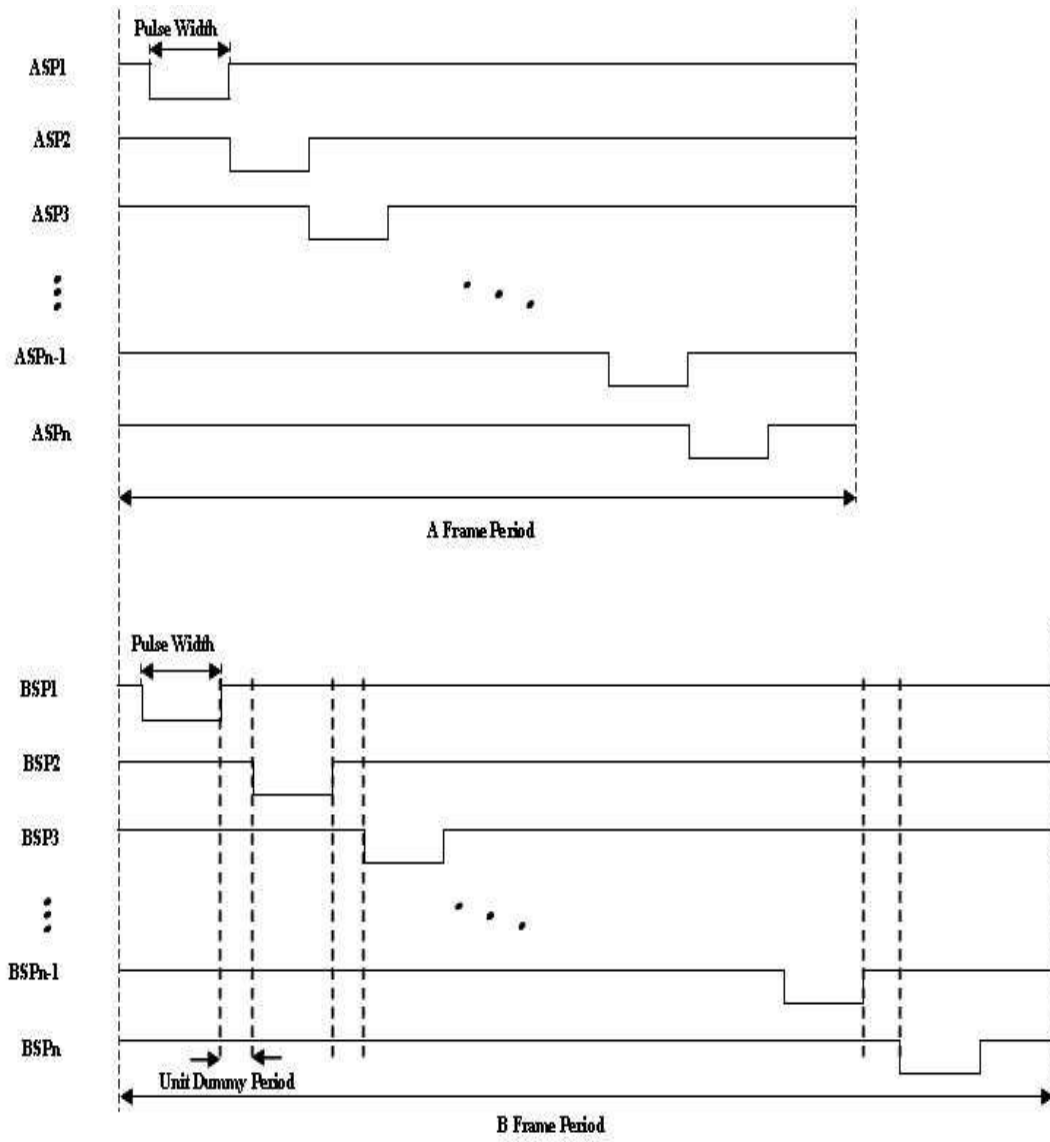 Pulse Width
ASP1
ASP2
ASP3
ASPn-1
ASPn
A Frame Period
Pulse Width
BSP1
BSP2
BSP3
BSPn-1
BSPn
Unit Dummy Period
B Frame Period